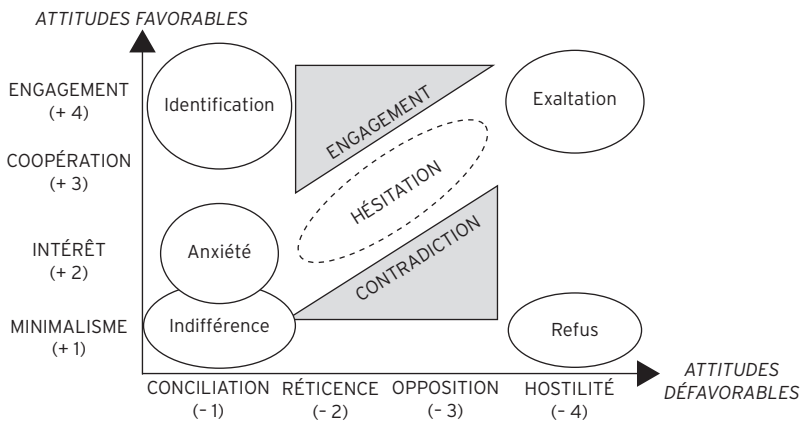 ATTITUDES FAVORABLES
ENGAGEMENT
(+ 4)
COOPÉRATION
(+ 3)
INTÉRÊT
(+ 2)
MINIMALISME
(+ 1)
Identification
ENGAGEMENT
Exaltation
HÉSITATION
Anxiété
CONTRADICTION
Indifférence
Refus
CONCILIATION
(– 1)
RÉTICENCE
(– 2)
OPPOSITION
(– 3)
HOSTILITÉ
(– 4)
ATTITUDES
DÉFAVORABLES